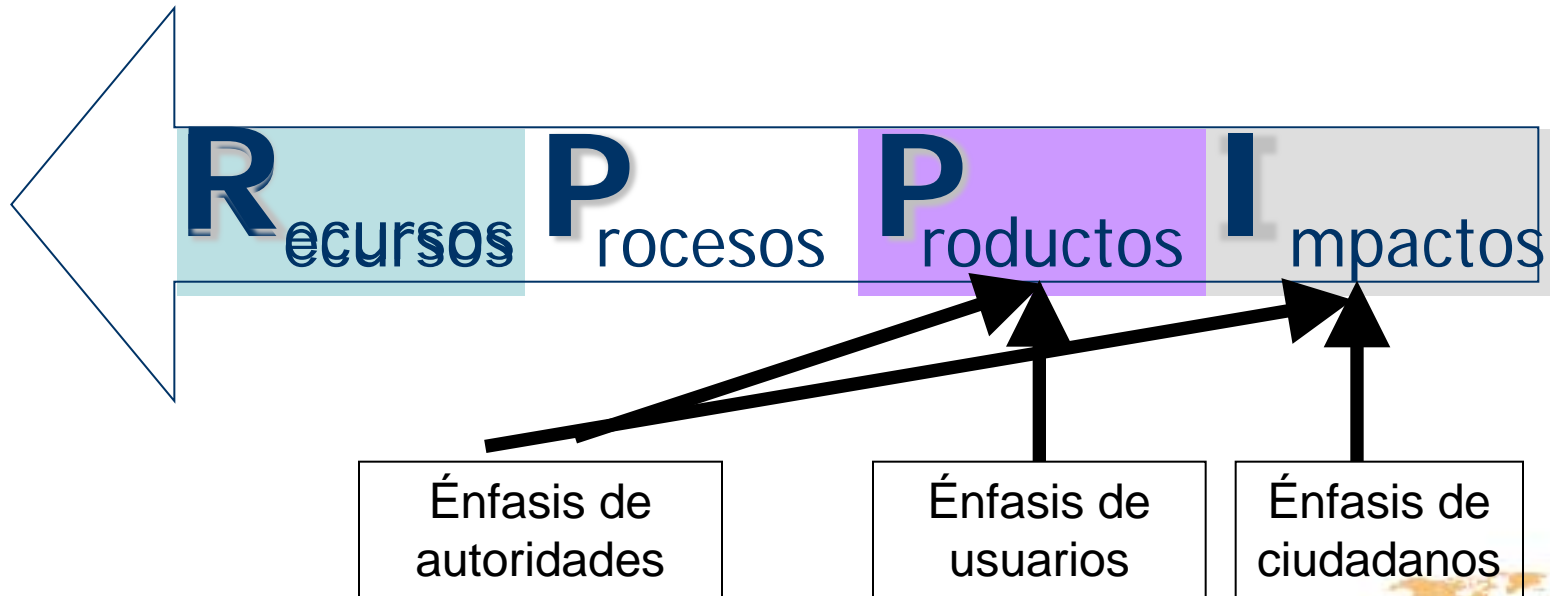 Recursos Procesos Productos Impactos
Énfasis de autoridades
Énfasis de usuarios
Énfasis de ciudadanos